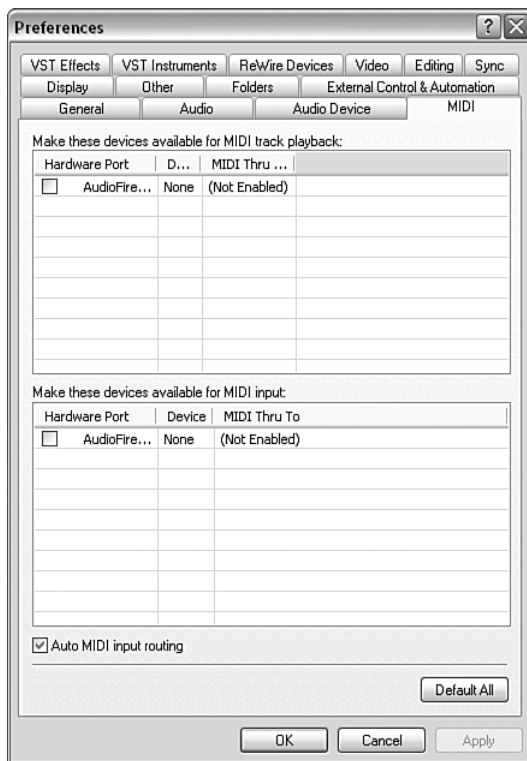 Preferences
VST Effects VST Instruments ReWire Devices Video Editing Sync
Display Other Folders External Control & Automation
General Audio Audio Device MIDI
Make these devices available for MIDI track playback:
Hardware Port D... MIDI Thru ...
AudioFire... None (Not Enabled)
Make these devices available for MIDI input:
Hardware Port Device MIDI Thru To
AudioFire... None (Not Enabled)
Auto MIDI input routing
Default All
OK Cancel Apply